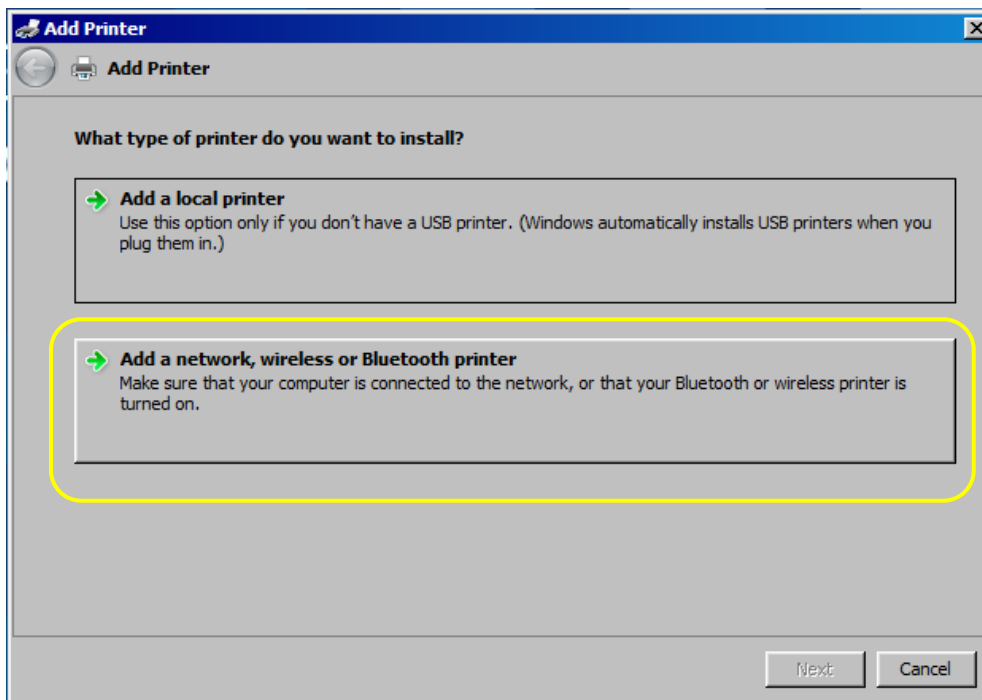 Add Printer
Add Printer
What type of printer do you want to install?
Add a local printer
Use this option only if you don't have a USB printer. (Windows automatically installs USB printers when you
plug them in.)
Add a network, wireless or Bluetooth printer
Make sure that your computer is connected to the network, or that your Bluetooth or wireless printer is
turned on.
Next
Cancel